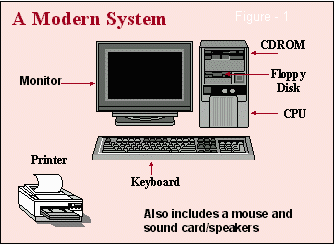 A Modern System
Figure - 1
CDROM
Monitor
Floppy
Disk
CPU
Printer
Keyboard
Also includes a mouse and
sound card/speakers